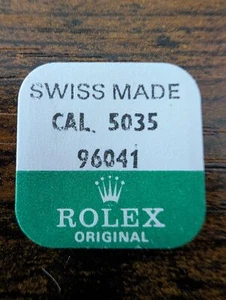 SWISS MADE
CAL. 5035
96041
ROLEX
ORIGINAL